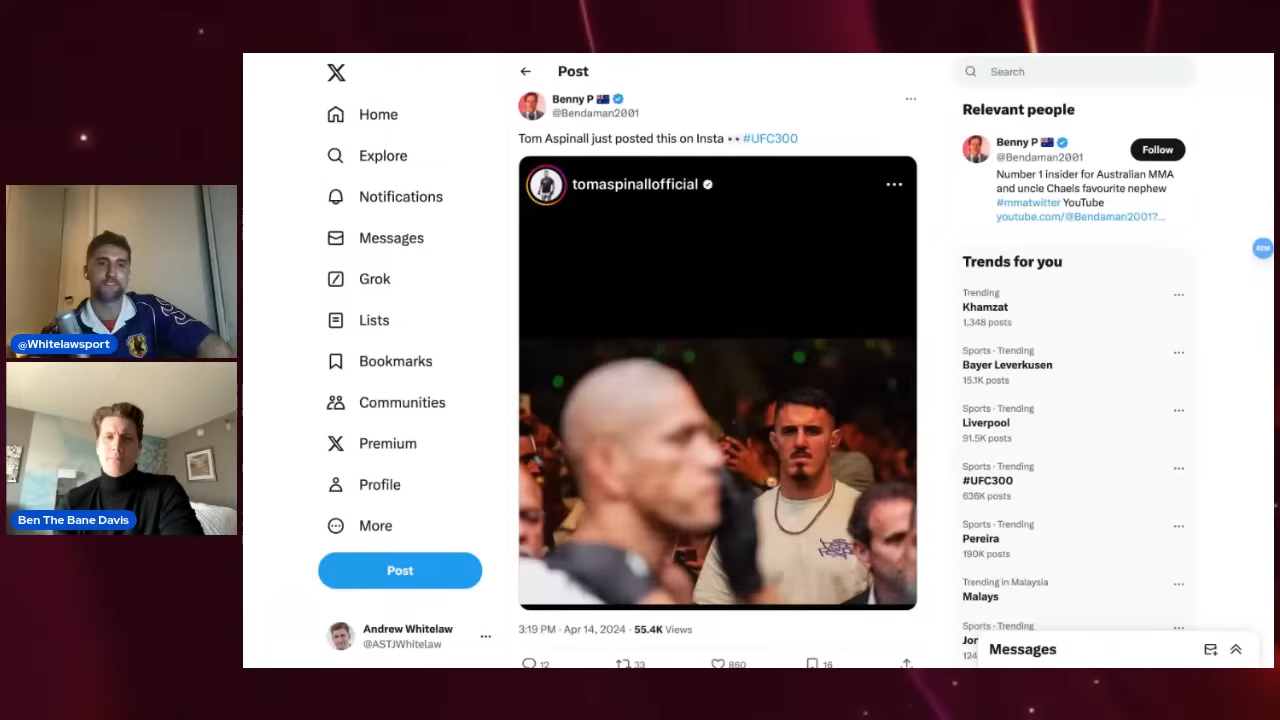 @Whitelawsport
Ben The Bane Davis
Home
Explore
Notifications
Messages
Grok
Lists
Bookmarks
Communities
Premium
Profile
More
Post
Andrew Whitelaw
@ASTJWhitelaw
Post
Benny P
@Bendaman2001
Tom Aspinall just posted this on Insta 👀 #UFC300
tomaspinallofficial
3:19 PM · Apr 14, 2024 · 55.4K Views
12 33 860 16
Search
Relevant people
Benny P
@Bendaman2001
Follow
Number 1 insider for Australian MMA
and uncle Chaels favourite nephew
#mmatwitter YouTube
youtube.com/@Bendaman2001?...
Trends for you
Trending
Khamzat
1,348 posts
Sports · Trending
Bayer Leverkusen
15.1K posts
Sports · Trending
Liverpool
91.5K posts
Sports · Trending
#UFC300
636K posts
Sports · Trending
Pereira
190K posts
Trending in Malaysia
Malays
Sports · Trending
Jon
124
Messages